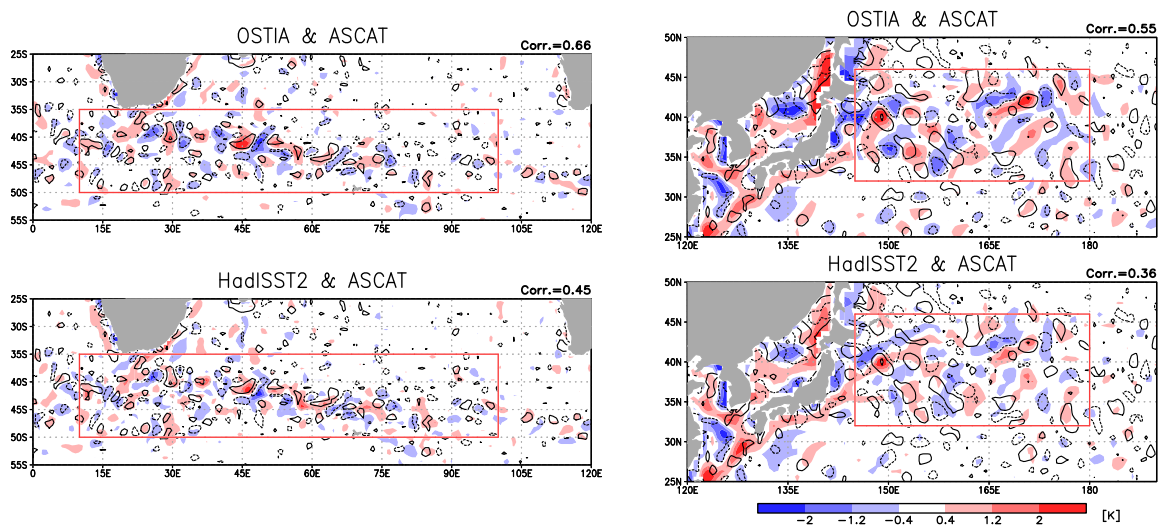 OSTIA & ASCAT
Corr.=0.66
25S
30S
35S
40S
45S
50S
55S
0 15E 30E 45E 60E 75E 90E 105E 120E
OSTIA & ASCAT
Corr.=0.55
50N
45N
40N
35N
30N
25N
120E 135E 150E 165E 180
HadISST2 & ASCAT
Corr.=0.45
25S
30S
35S
40S
45S
50S
55S
0 15E 30E 45E 60E 75E 90E 105E 120E
HadISST2 & ASCAT
Corr.=0.36
50N
45N
40N
35N
30N
25N
120E 135E 150E 165E 180
-2 -1.2 -0.4 0.4 1.2 2 [K]